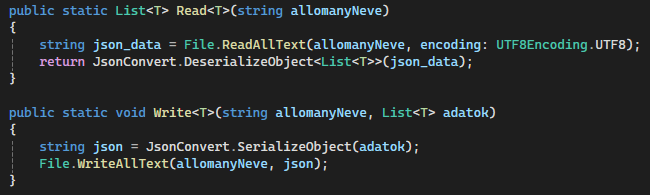 public static List<T> Read<T>(string allomanyNeve)
{
string json_data = File.ReadAllText(allomanyNeve, encoding: UTF8Encoding.UTF8);
return JsonConvert.DeserializeObject<List<T>>(json_data);
}
public static void Write<T>(string allomanyNeve, List<T> adatok)
{
string json = JsonConvert.SerializeObject(adatok);
File.WriteAllText(allomanyNeve, json);
}